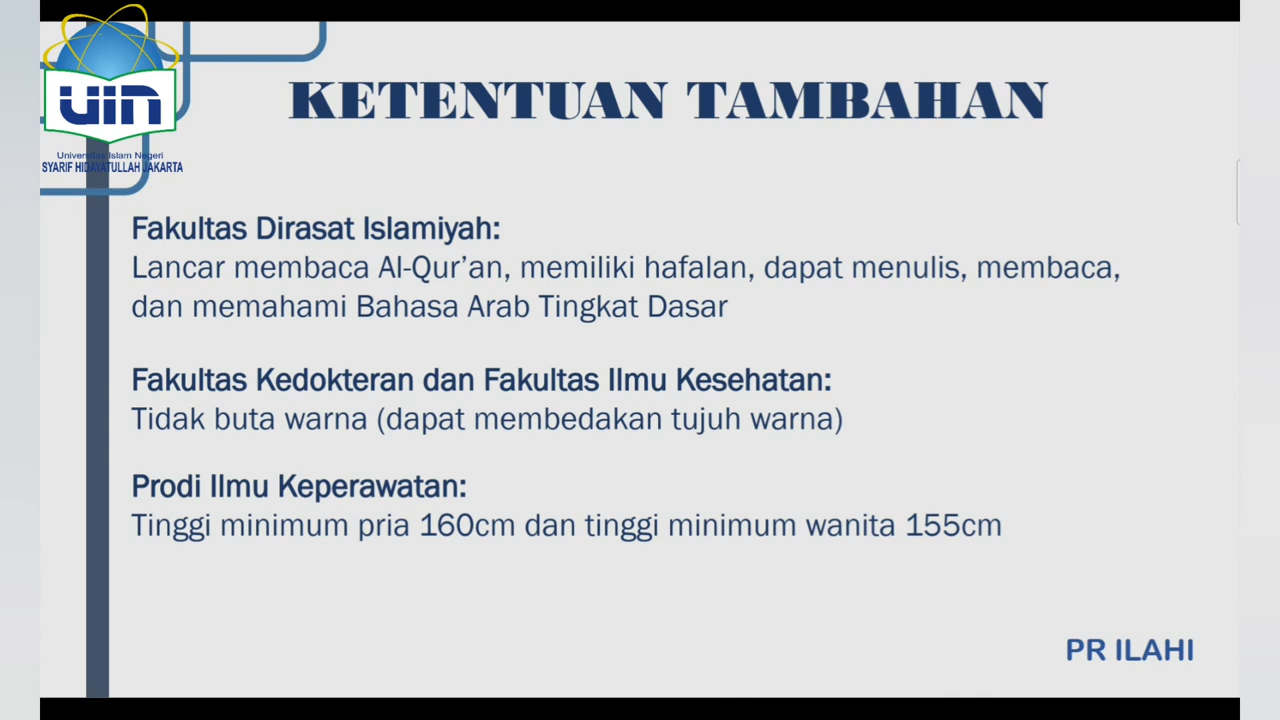 UIN
Universitas Islam Negeri
SYARIF HIDAYATULLAH JAKARTA
KETENTUAN TAMBAHAN
Fakultas Dirasat Islamiyah:
Lancar membaca Al-Qur’an, memiliki hafalan, dapat menulis, membaca,
dan memahami Bahasa Arab Tingkat Dasar
Fakultas Kedokteran dan Fakultas Ilmu Kesehatan:
Tidak buta warna (dapat membedakan tujuh warna)
Prodi Ilmu Keperawatan:
Tinggi minimum pria 160cm dan tinggi minimum wanita 155cm
PR ILAHI